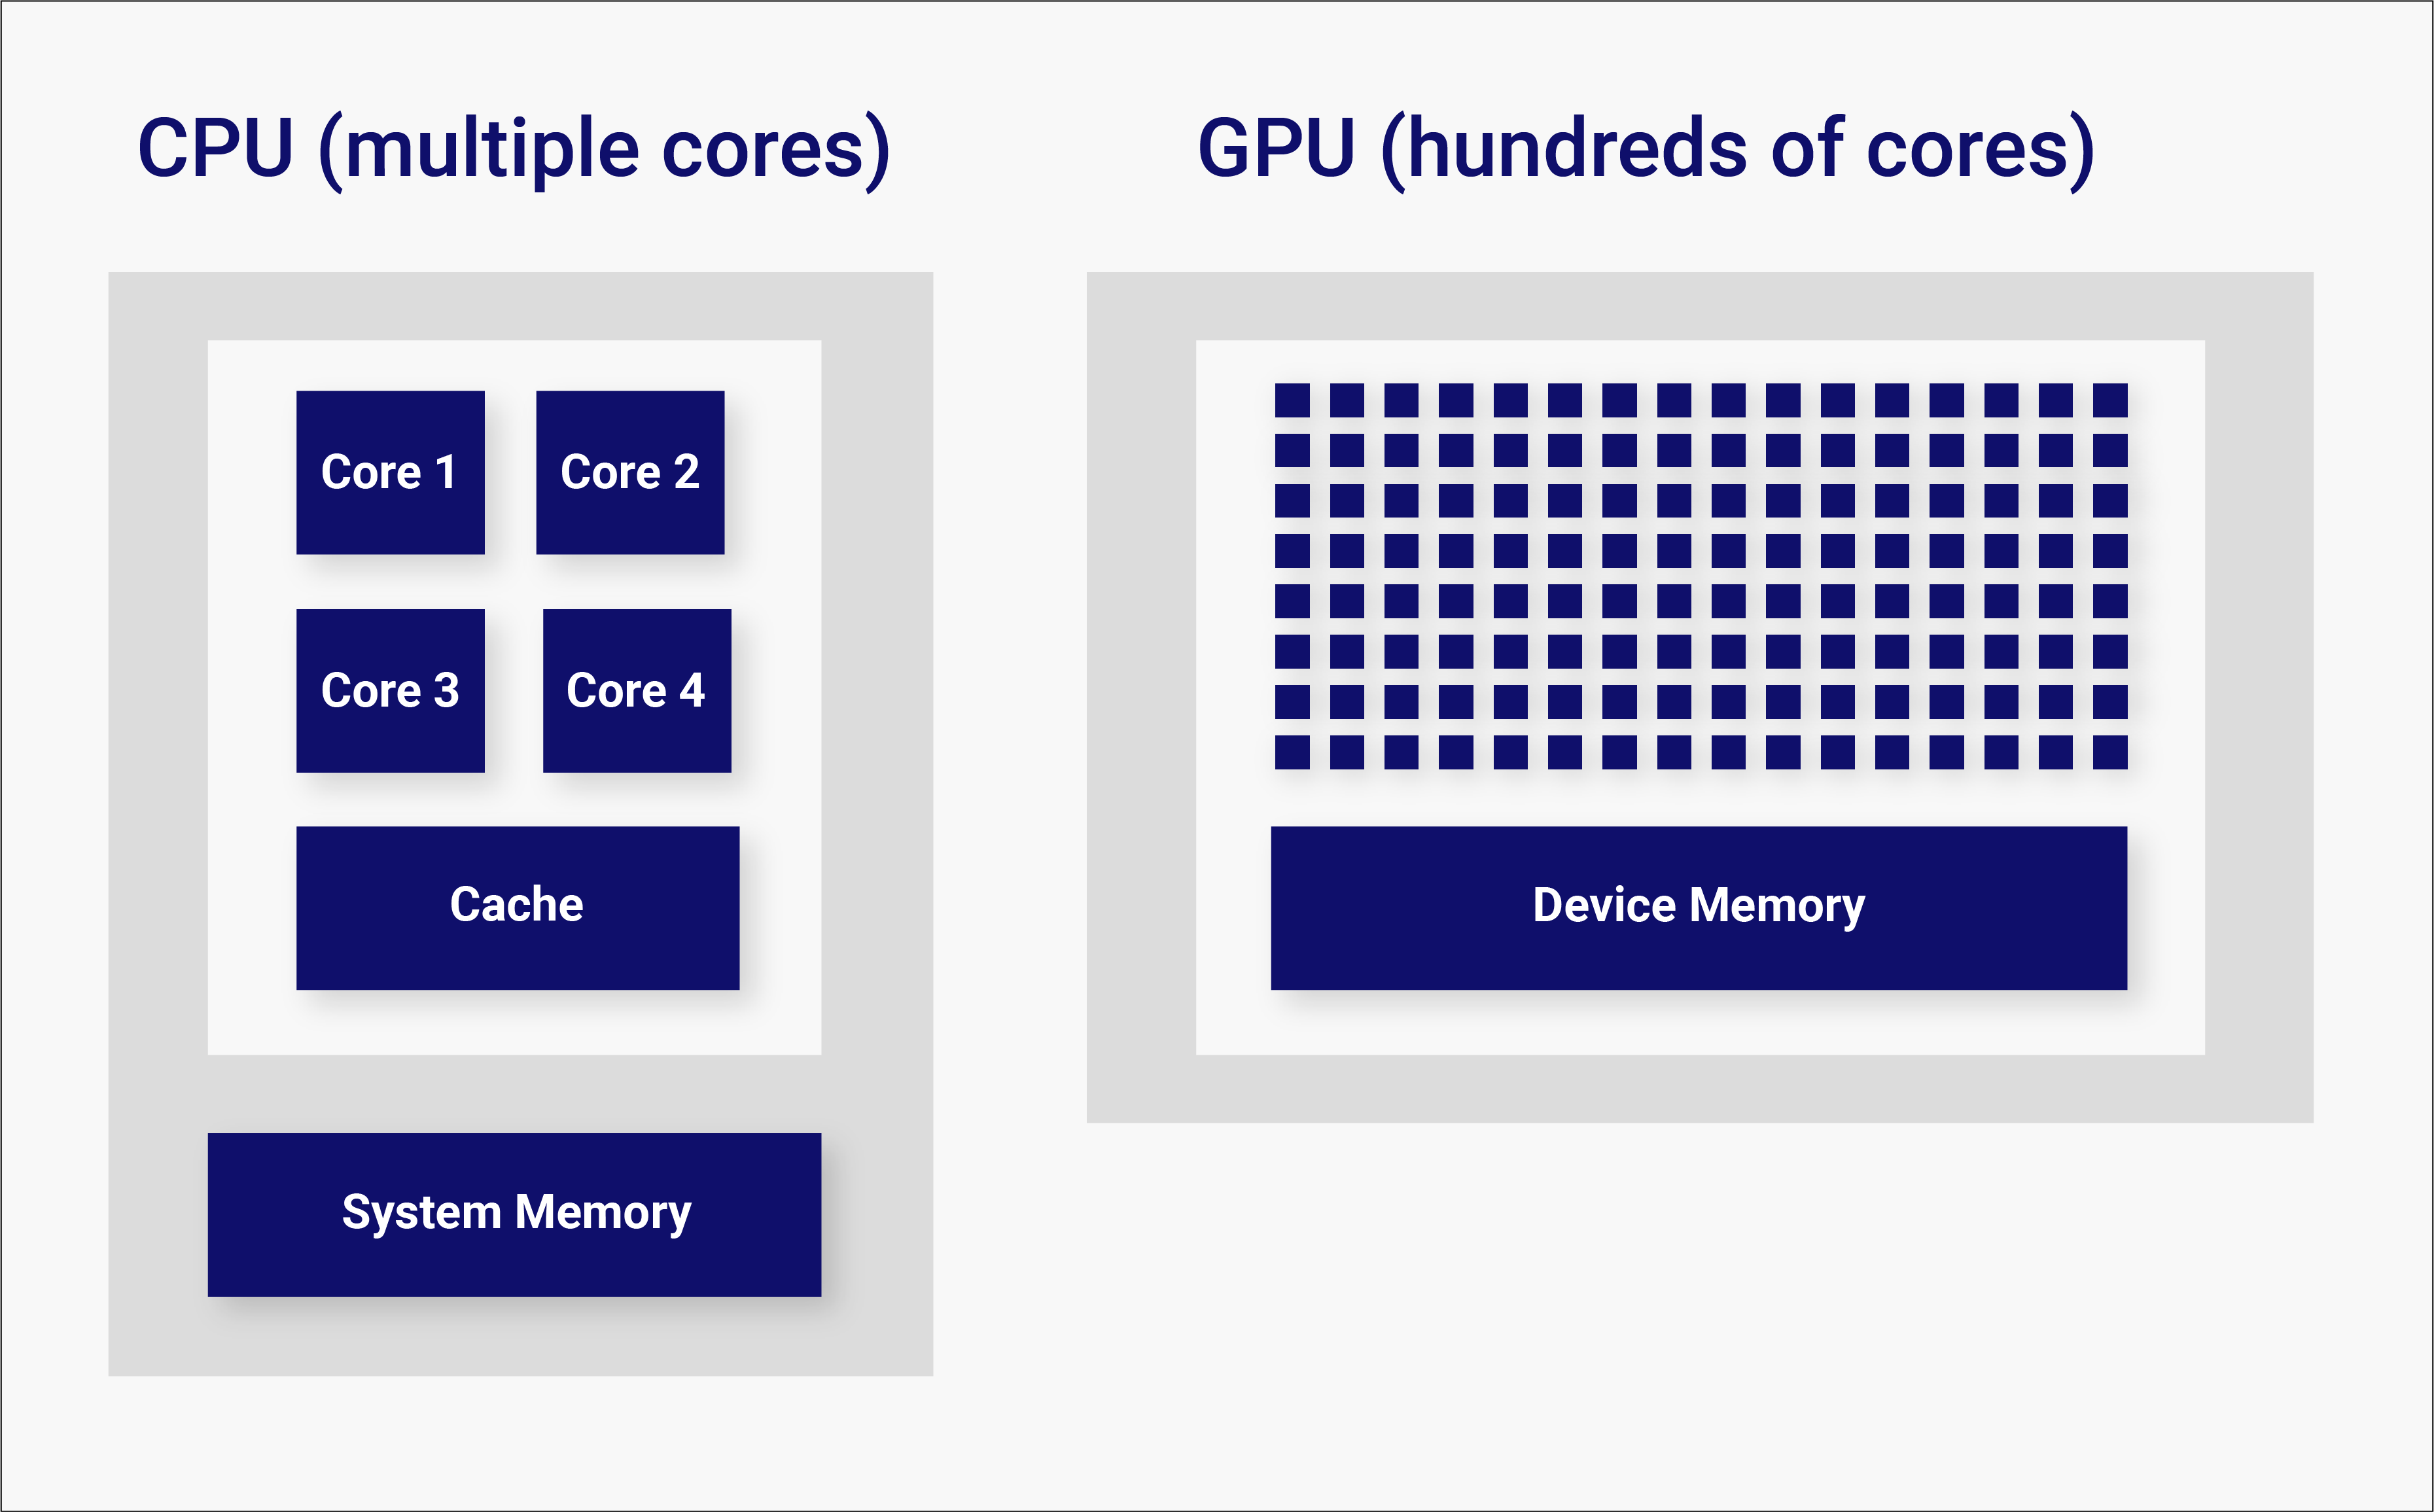 CPU (multiple cores)
GPU (hundreds of cores)
Core 1
Core 2
Core 3
Core 4
Cache
System Memory
Device Memory